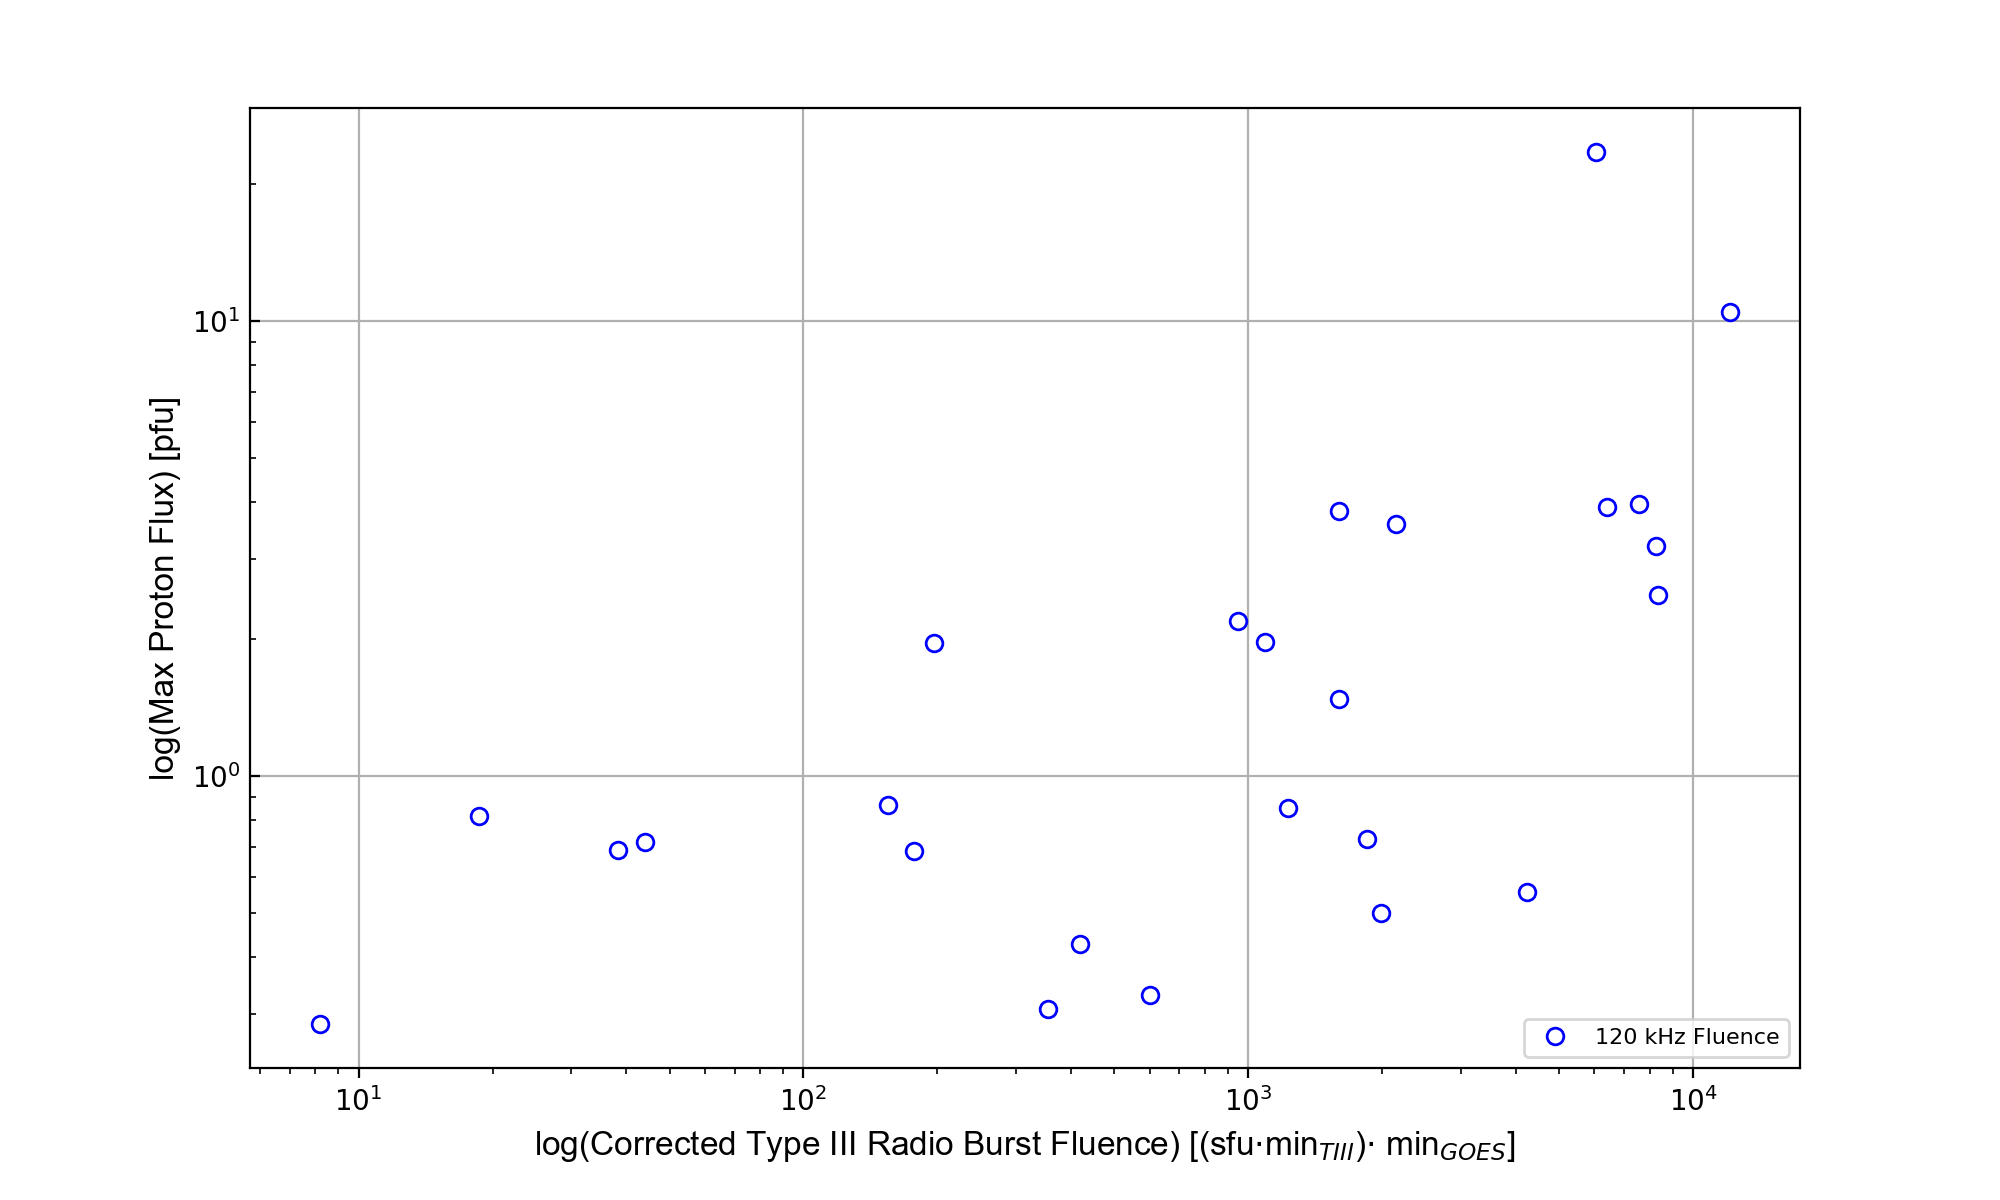 log(Max Proton Flux) [pfu]
10¹
10⁰
120 kHz Fluence
10¹ 10² 10³ 10⁴
log(Corrected Type III Radio Burst Fluence) [(sfu·min_TIII)· min_GOES]